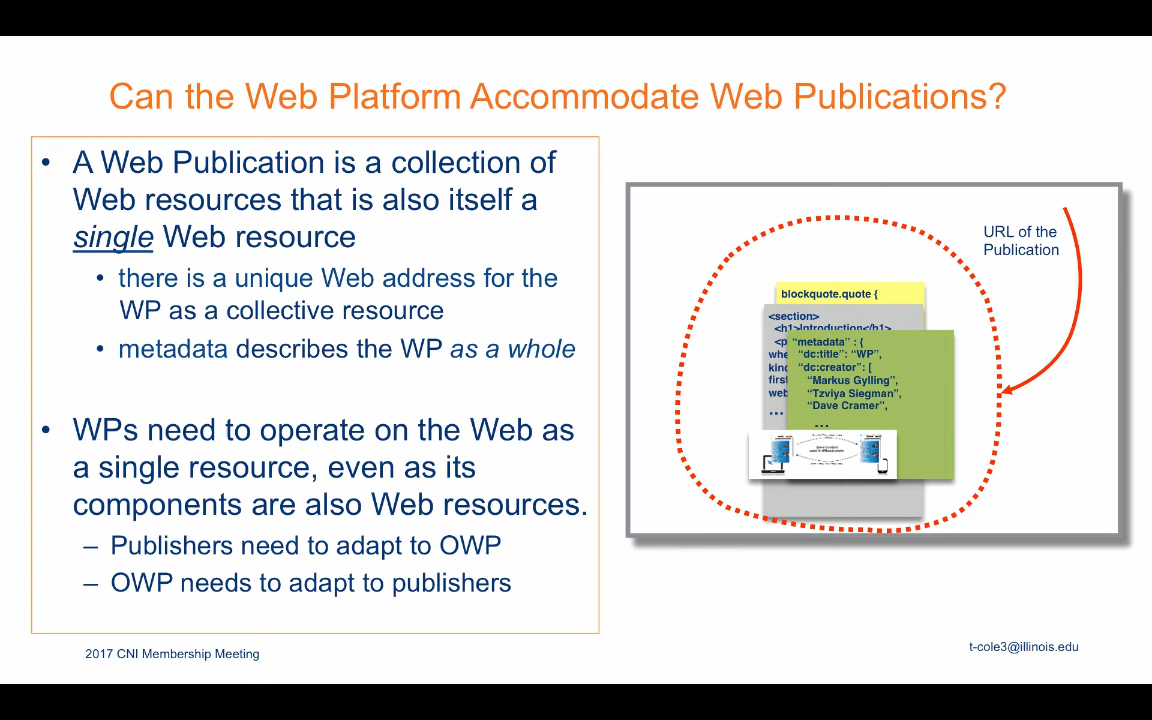 Can the Web Platform Accommodate Web Publications?
• A Web Publication is a collection of
Web resources that is also itself a
single Web resource
• there is a unique Web address for the
WP as a collective resource
• metadata describes the WP as a whole
• WPs need to operate on the Web as
a single resource, even as its
components are also Web resources.
– Publishers need to adapt to OWP
– OWP needs to adapt to publishers
URL of the
Publication
blockquote.quote {
<section>
<h1>Introduction</h1>
<p
whe
kind
first
web
...
"metadata" : {
"dc:title": "WP",
"dc:creator": [
"Markus Gylling",
"Tzviya Siegman",
"Dave Cramer",
...
2017 CNI Membership Meeting
t-cole3@illinois.edu